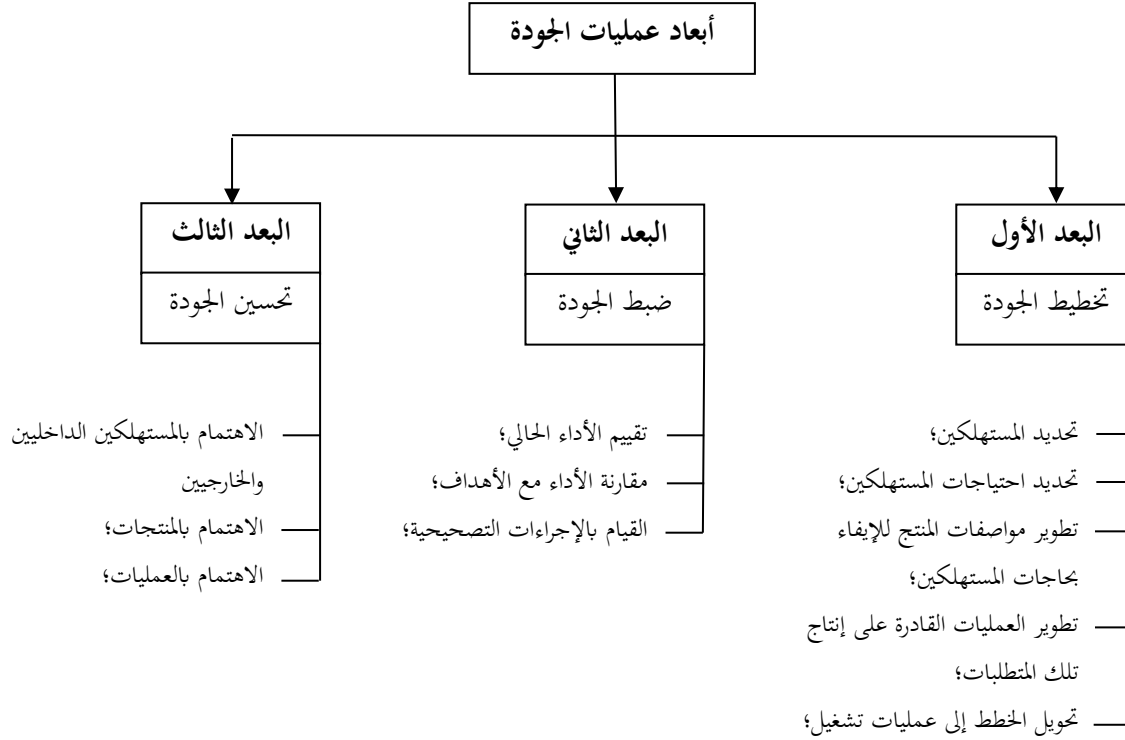 أبعاد عمليات الجودة
البعد الأول
تخطيط الجودة
تحديد المستهلكين؛
تحديد احتياجات المستهلكين؛
تطوير مواصفات المنتج للإيفاء
بحاجات المستهلكين؛
تطوير العمليات القادرة على إنتاج
تلك المتطلبات؛
تحويل الخطط إلى عمليات تشغيل؛
البعد الثاني
ضبط الجودة
تقييم الأداء الحالي؛
مقارنة الأداء مع الأهداف؛
القيام بالإجراءات التصحيحية؛
البعد الثالث
تحسين الجودة
الاهتمام بالمستهلكين الداخليين
والخارجيين
الاهتمام بالمنتجات؛
الاهتمام بالعمليات؛